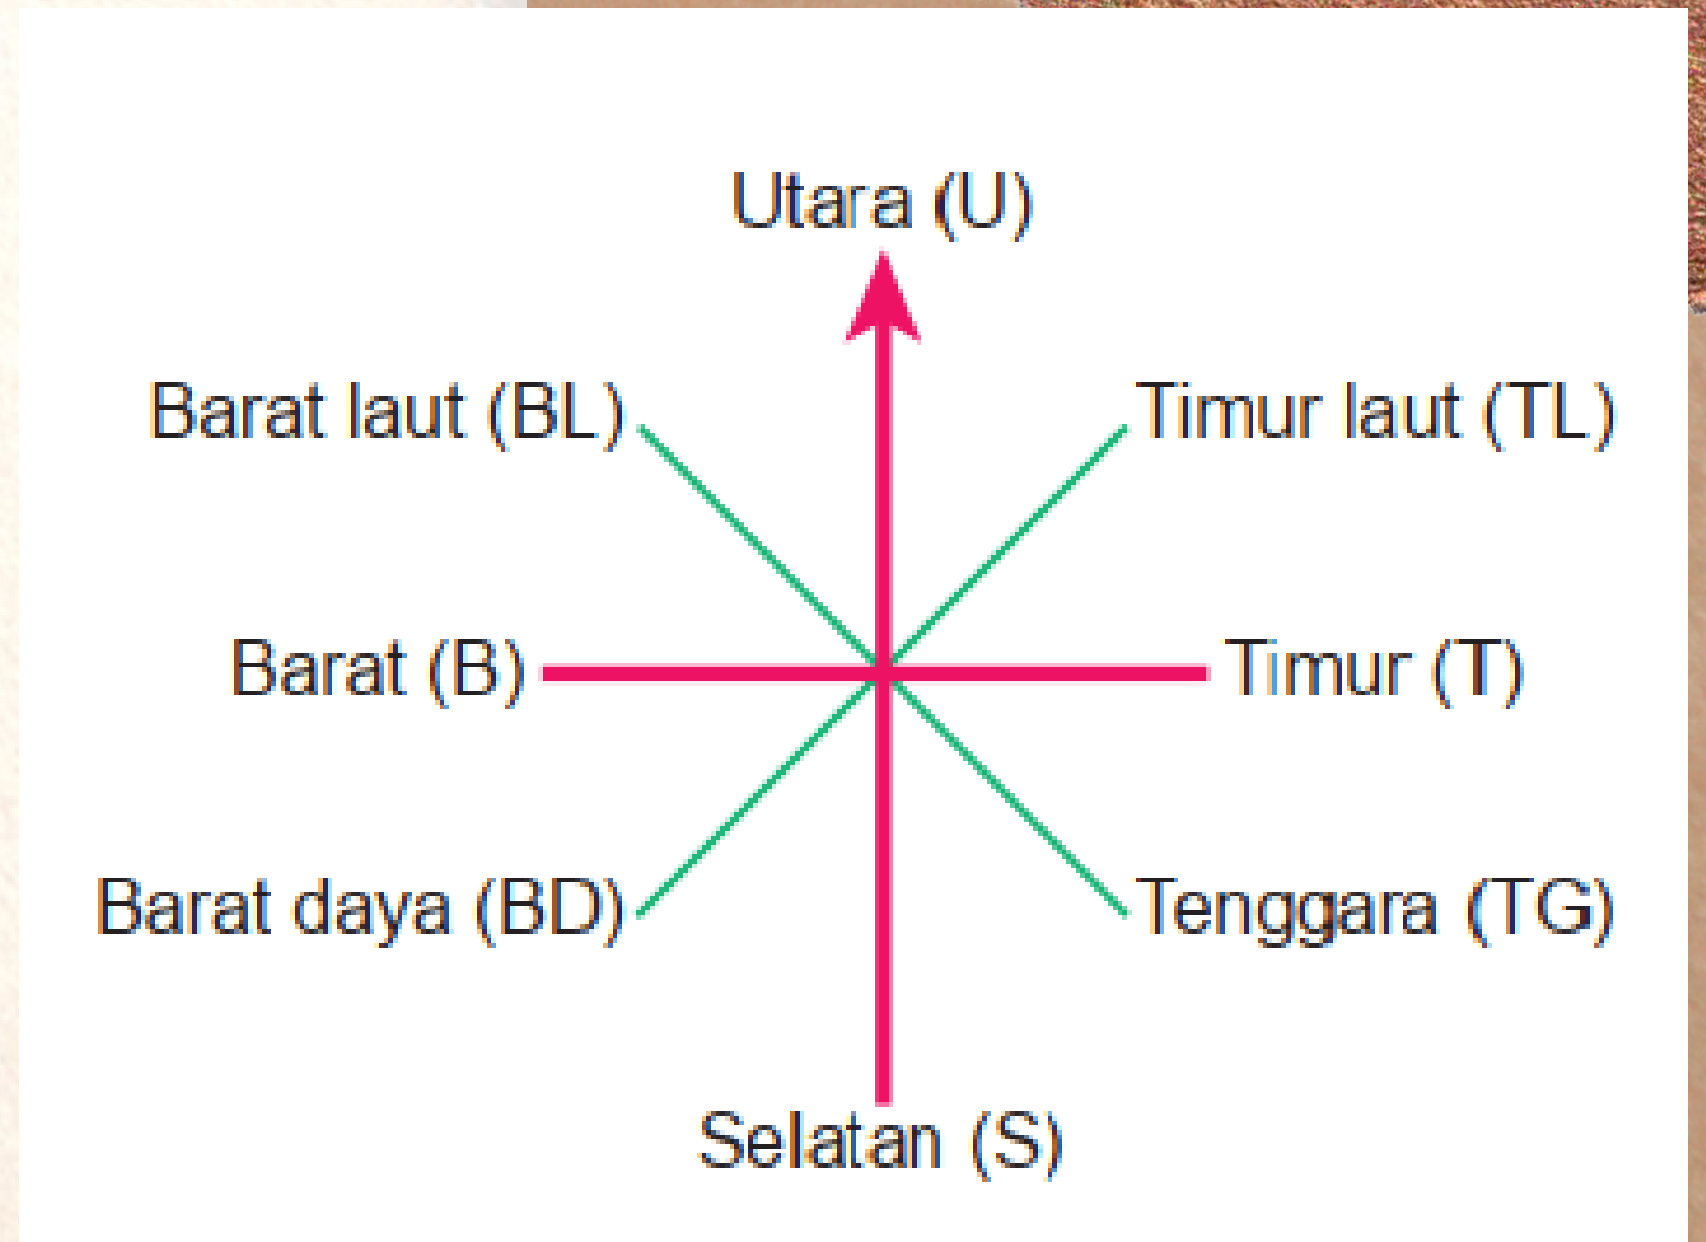 Utara (U)
Barat laut (BL)
Timur laut (TL)
Barat (B)
Timur (T)
Barat daya (BD)
Tenggara (TG)
Selatan (S)